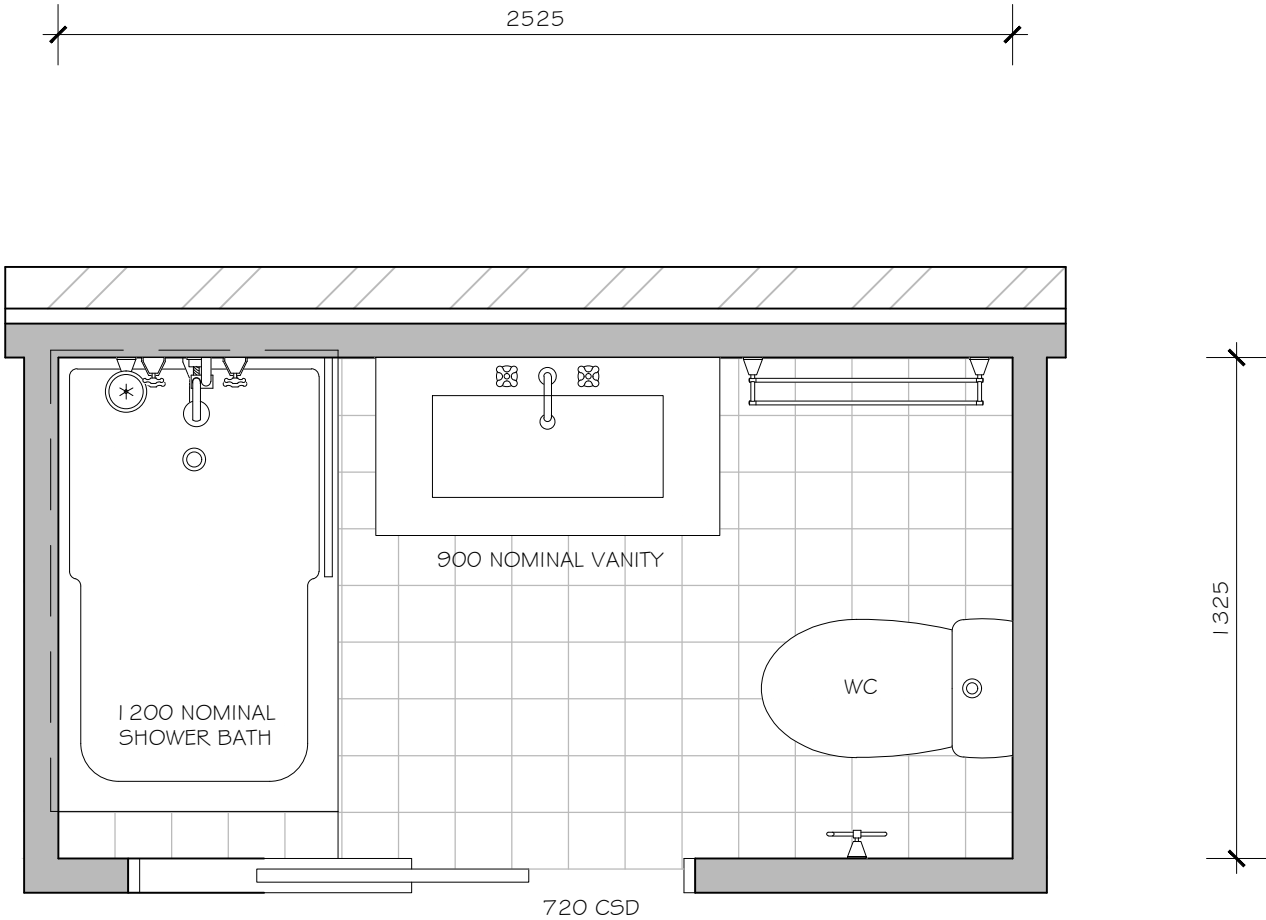 2525
900 NOMINAL VANITY
1325
WC
1200 NOMINAL
SHOWER BATH
720 CSD